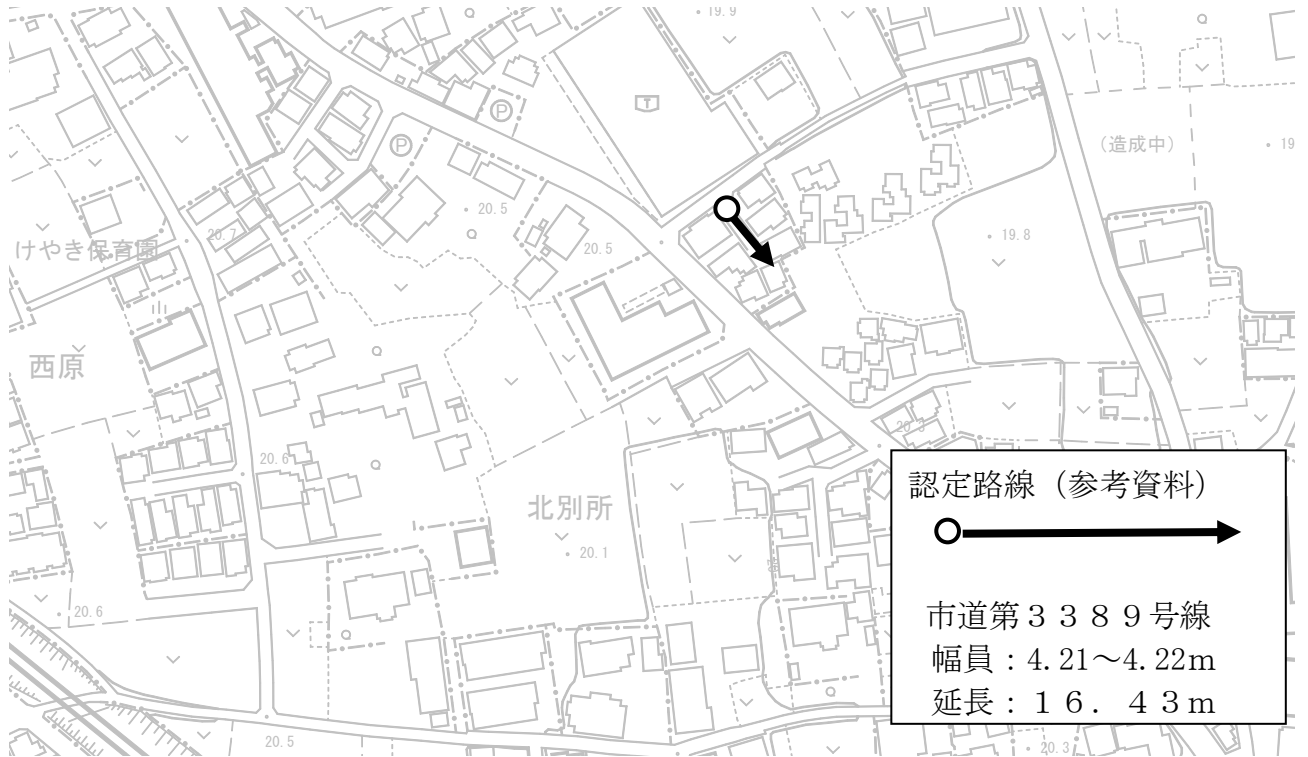 19.9
Ⓟ
Ⓟ
(造成中)
19
20.5
けやき保育園
20.7
20.5
19.8
西原
20.6
北別所
20.1
20.6
20.5
20.3
認定路線（参考資料）
市道第３３８９号線
幅員：4.21～4.22m
延長：１６．４３ｍ